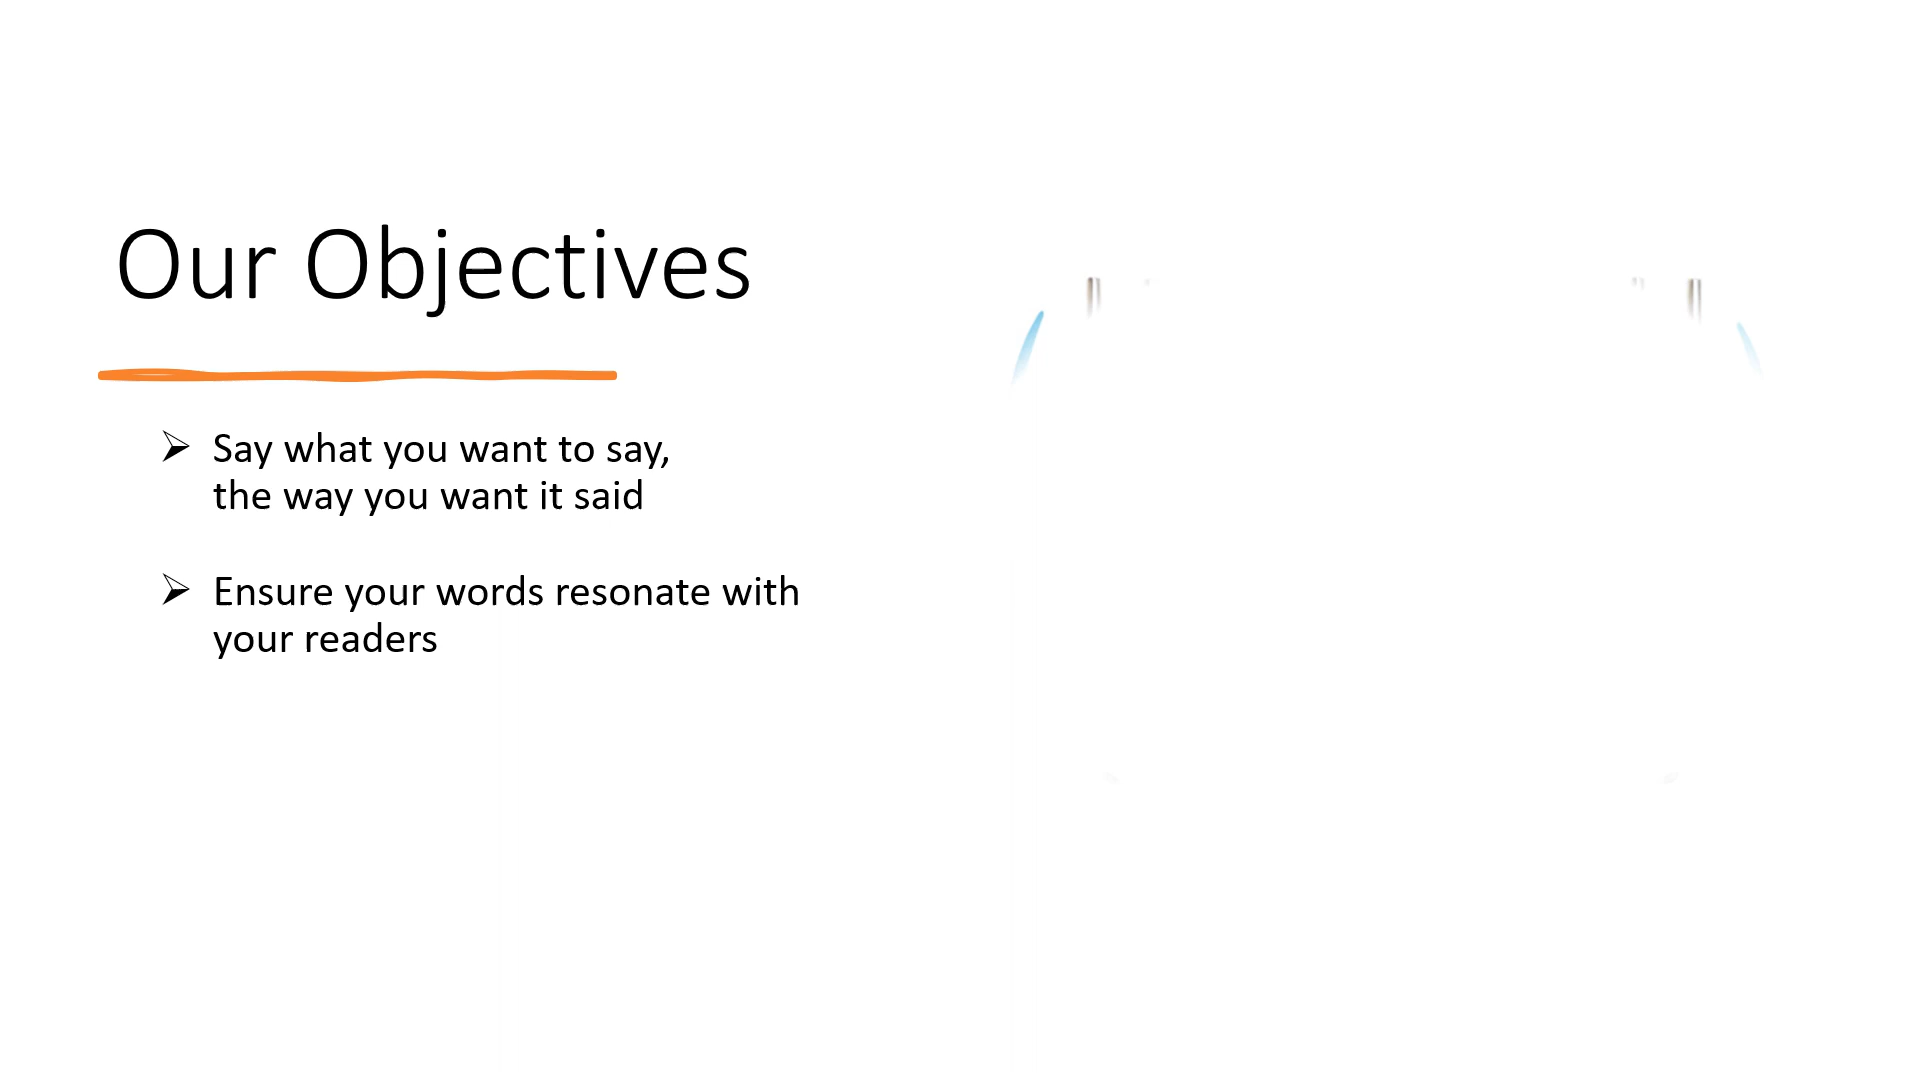 Our Objectives
Say what you want to say,
the way you want it said
Ensure your words resonate with
your readers